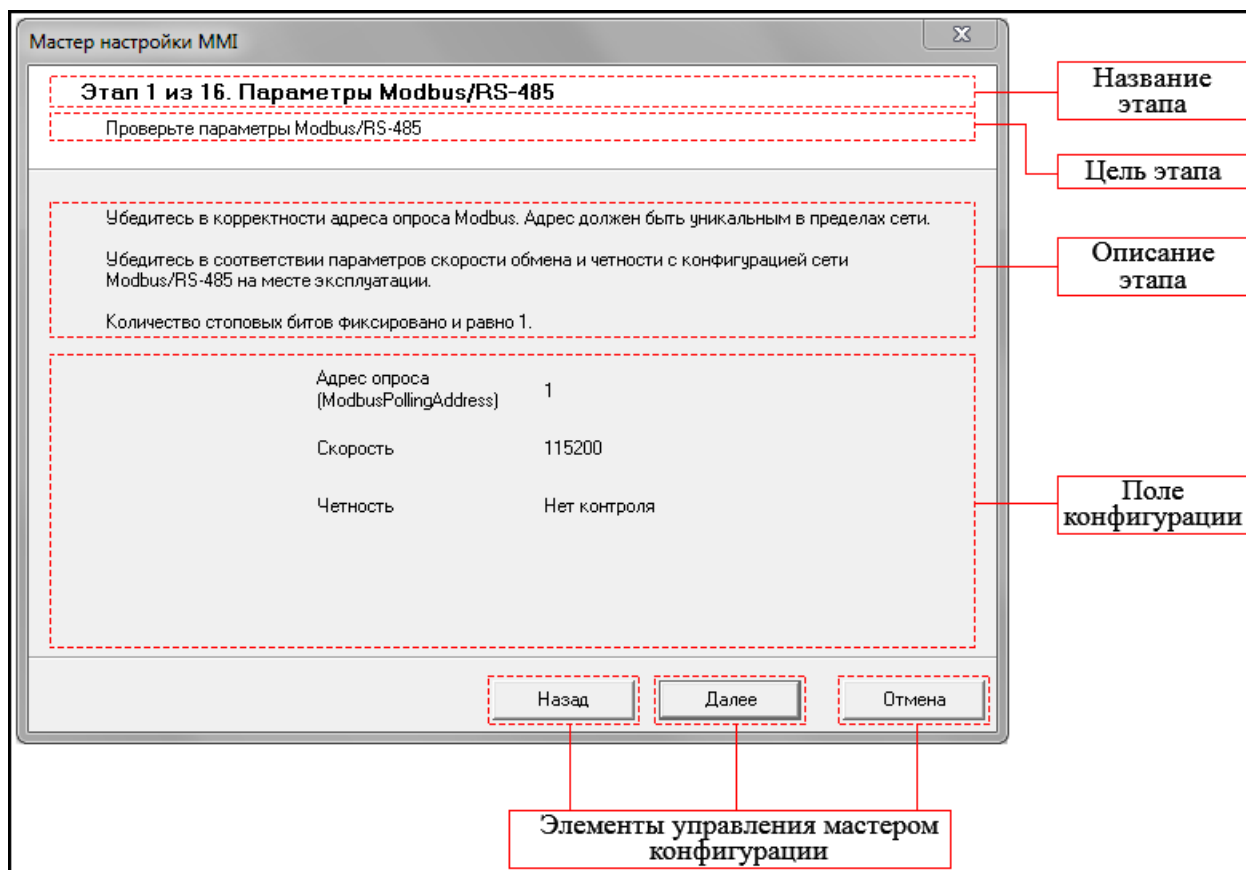 Мастер настройки MMI
Этап 1 из 16. Параметры Modbus/RS-485
Проверьте параметры Modbus/RS-485
Убедитесь в корректности адреса опроса Modbus. Адрес должен быть уникальным в пределах сети.
Убедитесь в соответствии параметров скорости обмена и четности с конфигурацией сети
Modbus/RS-485 на месте эксплуатации.
Количество стоповых битов фиксировано и равно 1.
Адрес опроса
(ModbusPollingAddress)
1
Скорость
115200
Четность
Нет контроля
Назад
Далее
Отмена
Название
этапа
Цель этапа
Описание
этапа
Поле
конфигурации
Элементы управления мастером
конфигурации